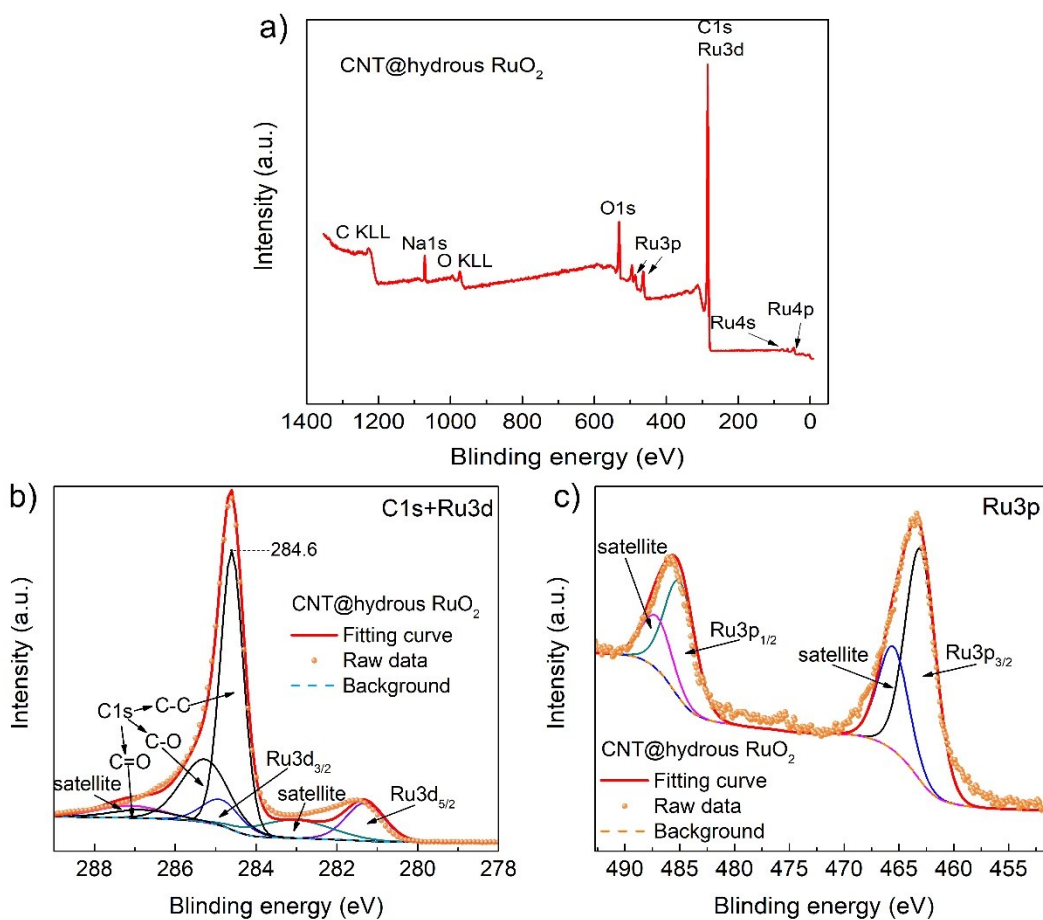 a)
CNT@hydrous RuO₂
C1s
Ru3d
O1s
Ru3p
C KLL
Na1s
O KLL
Ru4p
Ru4s
Intensity (a.u.)
1400 1200 1000 800 600 400 200 0
Blinding energy (eV)
b)
C1s+Ru3d
284.6
CNT@hydrous RuO₂
Fitting curve
Raw data
Background
C1s
C-C
C-O
C=O
satellite
Ru3d₃/₂
satellite
Ru3d₅/₂
Intensity (a.u.)
288 286 284 282 280 278
Blinding energy (eV)
c)
Ru3p
satellite
Ru3p₁/₂
satellite
Ru3p₃/₂
CNT@hydrous RuO₂
Fitting curve
Raw data
Background
Intensity (a.u.)
490 485 480 475 470 465 460 455
Blinding energy (eV)